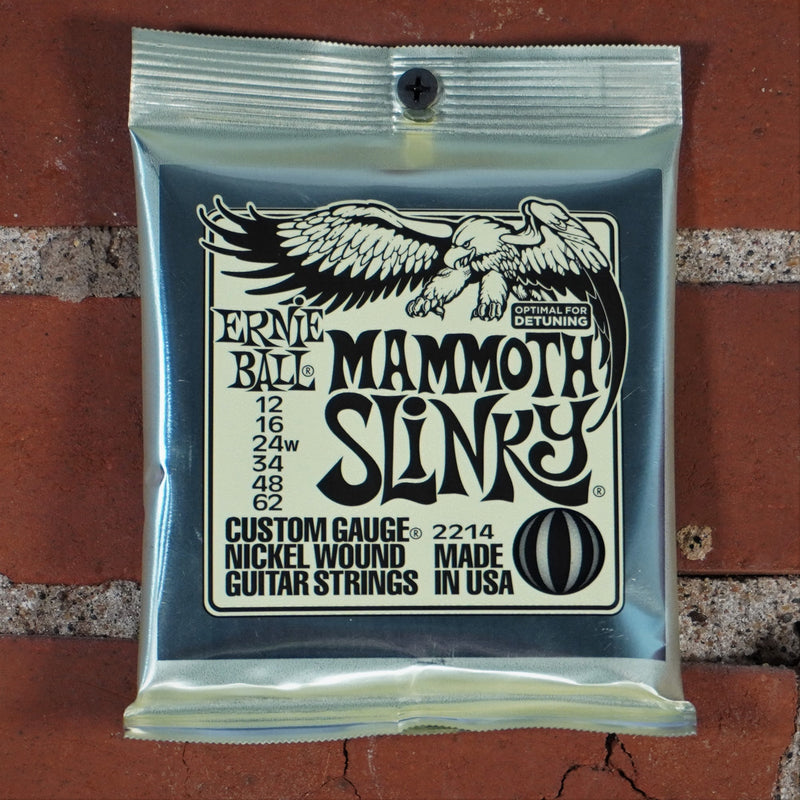 OPTIMAL FOR
DETUNING
ERNiE
BALL®
MAMMOTH
SLiNKY®
12
16
24w
34
48
62
CUSTOM GAUGE®
NICKEL WOUND
GUITAR STRINGS
2214
MADE
IN USA